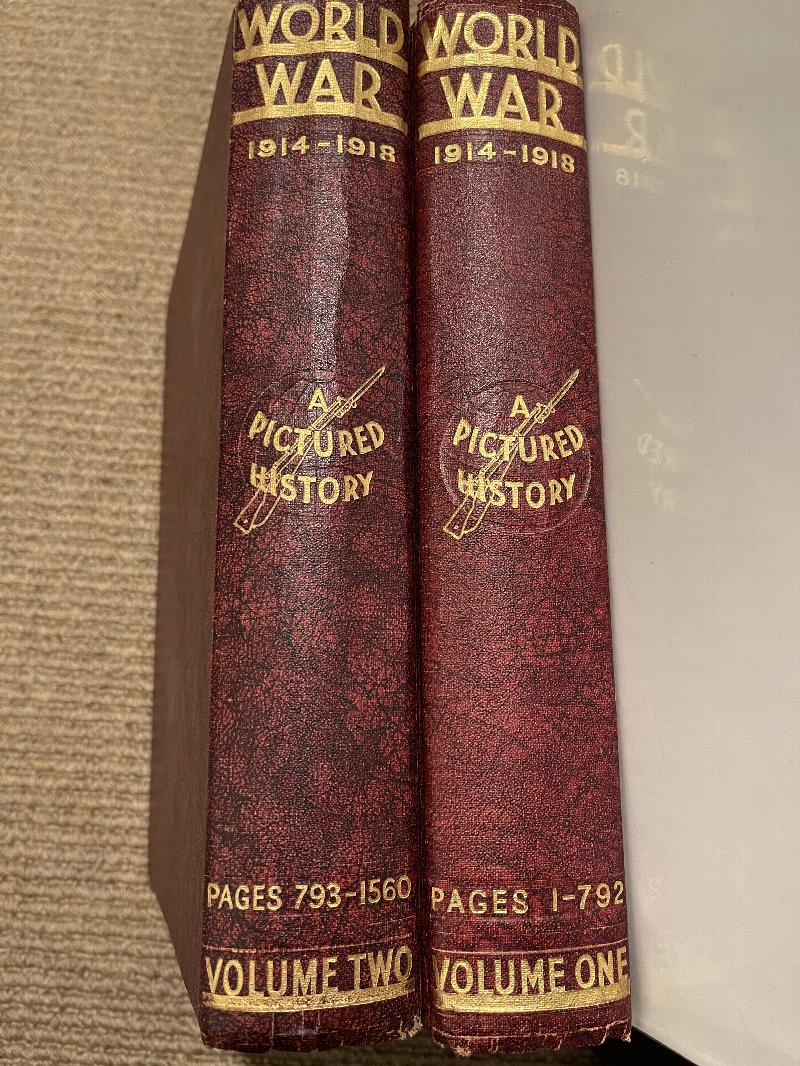 WORLD
WAR
1914-1918
A
PICTURED
HISTORY
PAGES 793-1560
VOLUME TWO
WORLD
WAR
1914-1918
A
PICTURED
HISTORY
PAGES 1-792
VOLUME ONE